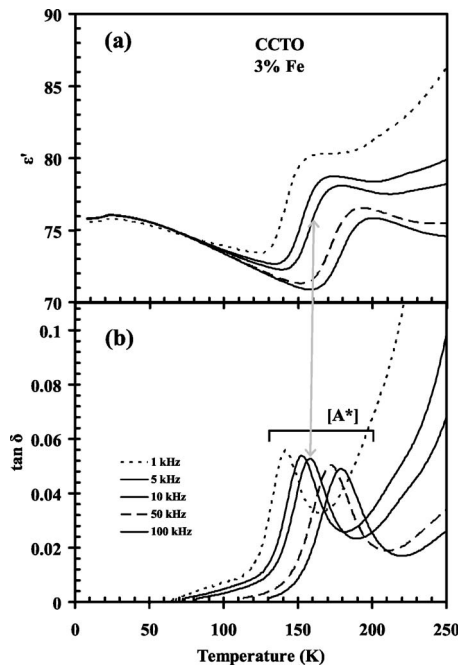 90
(a)
CCTO
3% Fe
85
80
75
70
ε'
0.1
(b)
0.08
[A*]
0.06
1 kHz
5 kHz
10 kHz
50 kHz
100 kHz
0.04
0.02
0
tan δ
0 50 100 150 200 250
Temperature (K)